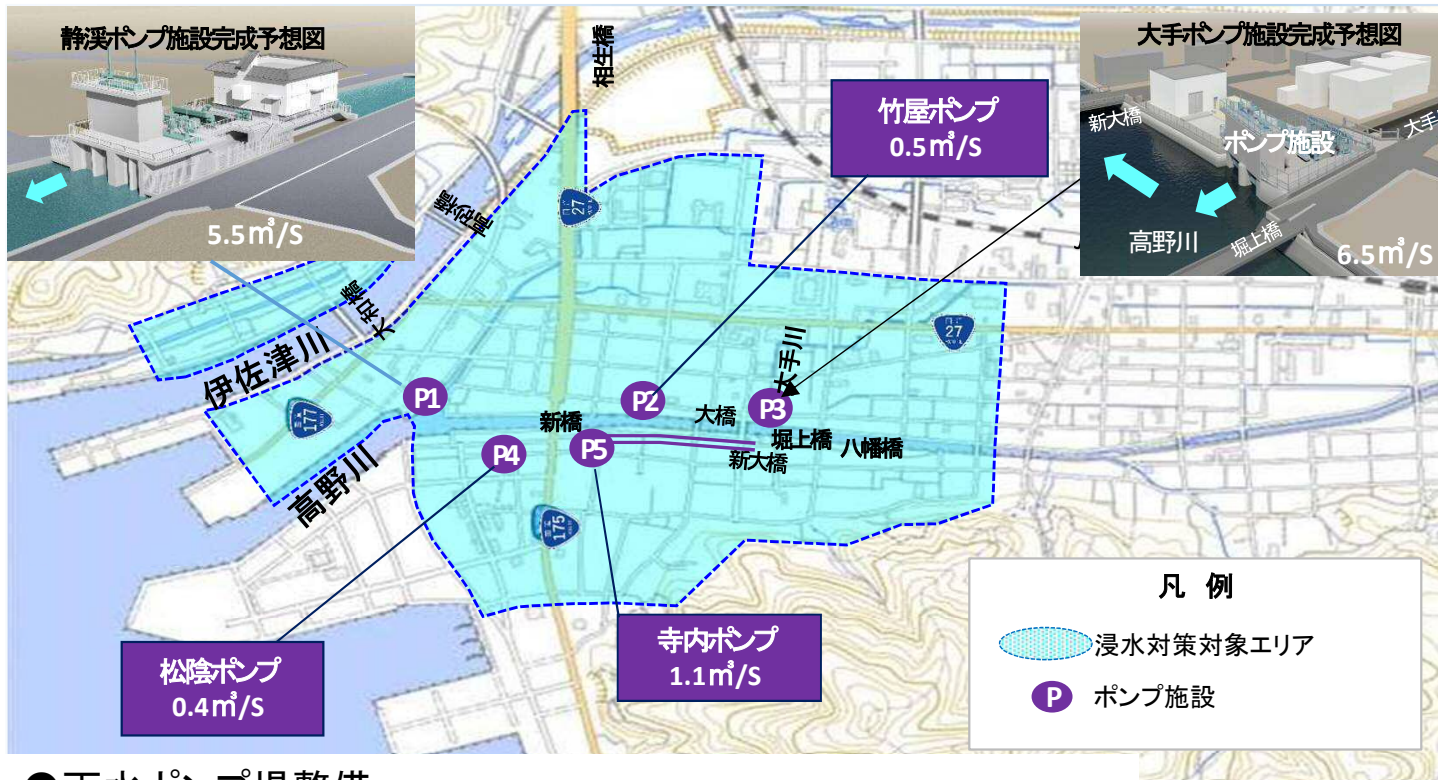 静渓ポンプ施設完成予想図
5.5㎥/S
相生橋
竹屋ポンプ
0.5㎥/S
大手ポンプ施設完成予想図
新大橋
大手
ポンプ施設
高野川
堀上橋
6.5㎥/S
高砂橋
27
大和橋
伊佐津川
177
高野川
P1
P2
P3
P4
P5
新橋
大橋
大手川
27
堀上橋
八幡橋
新大橋
175
松陰ポンプ
0.4㎥/S
寺内ポンプ
1.1㎥/S
凡 例
浸水対策対象エリア
P ポンプ施設